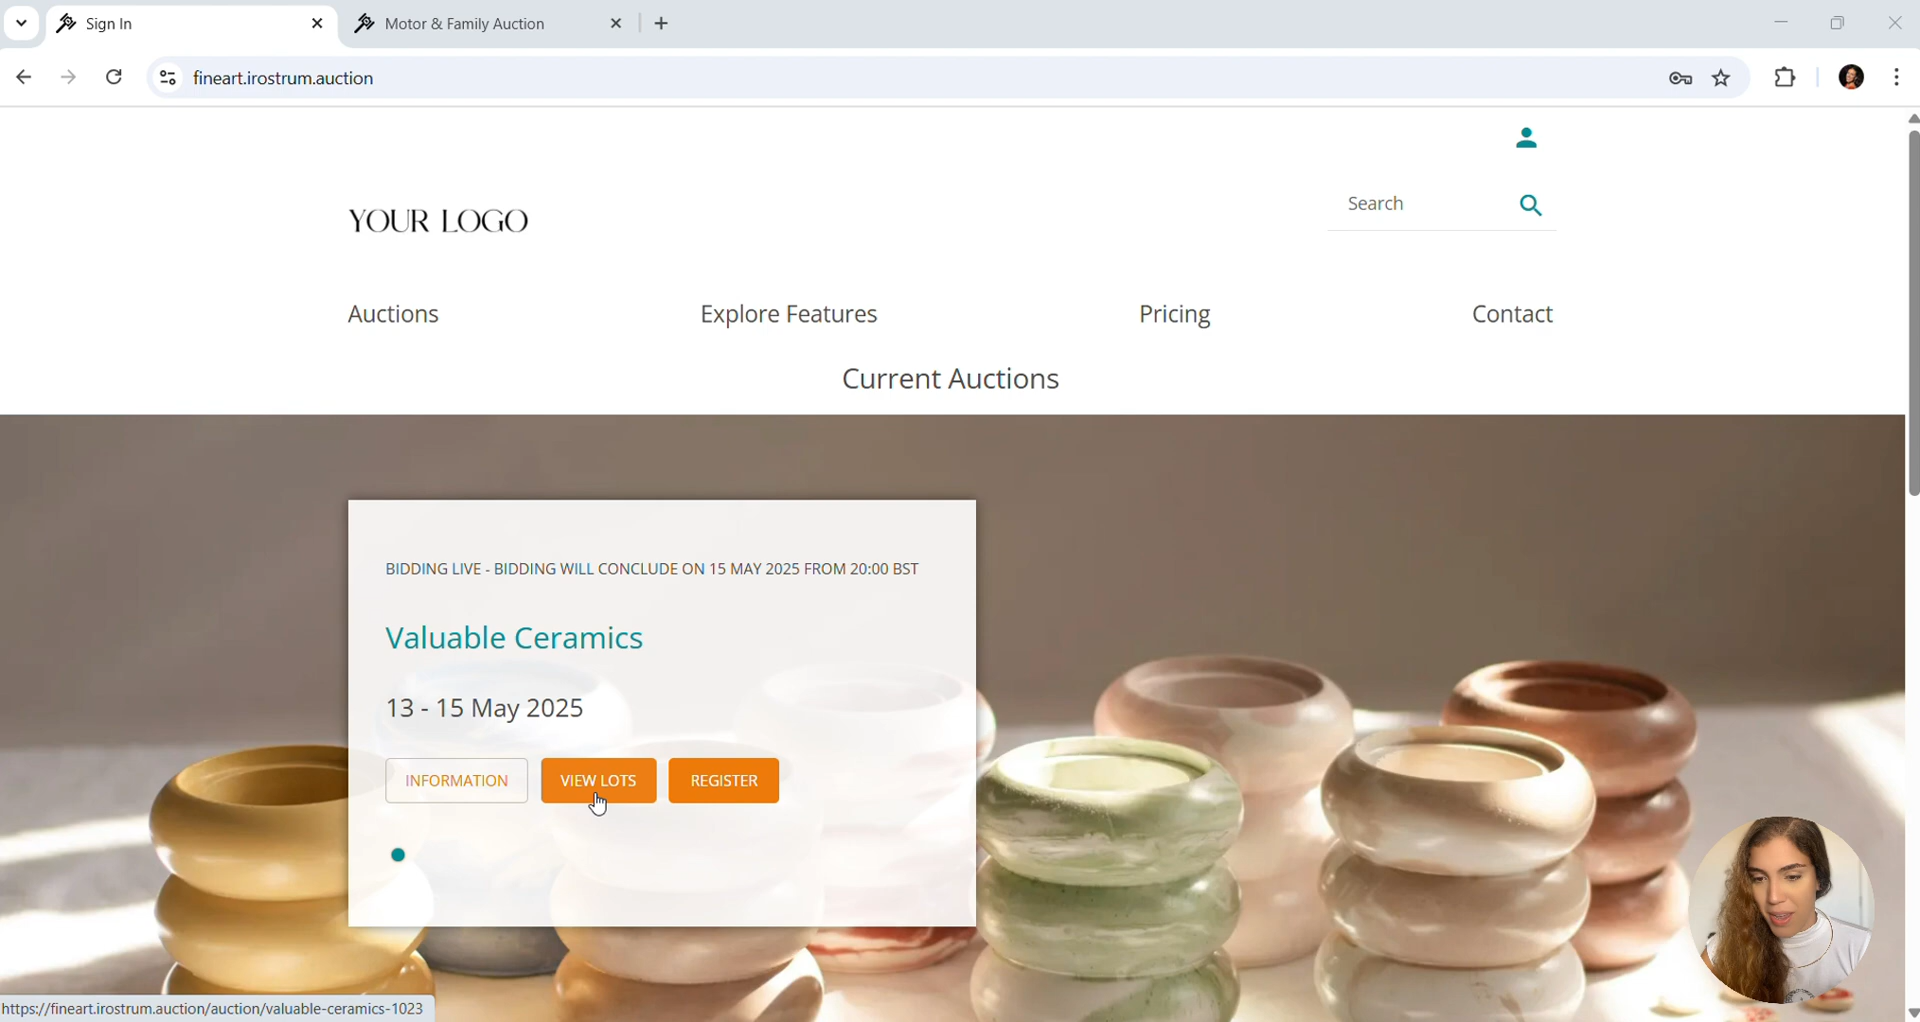 Sign In
Motor & Family Auction
fineart.irostrum.auction
Search
YOUR LOGO
Auctions
Explore Features
Pricing
Contact
Current Auctions
BIDDING LIVE - BIDDING WILL CONCLUDE ON 15 MAY 2025 FROM 20:00 BST
Valuable Ceramics
13 - 15 May 2025
INFORMATION
VIEW LOTS
REGISTER
https://fineart.irostrum.auction/auction/valuable-ceramics-1023